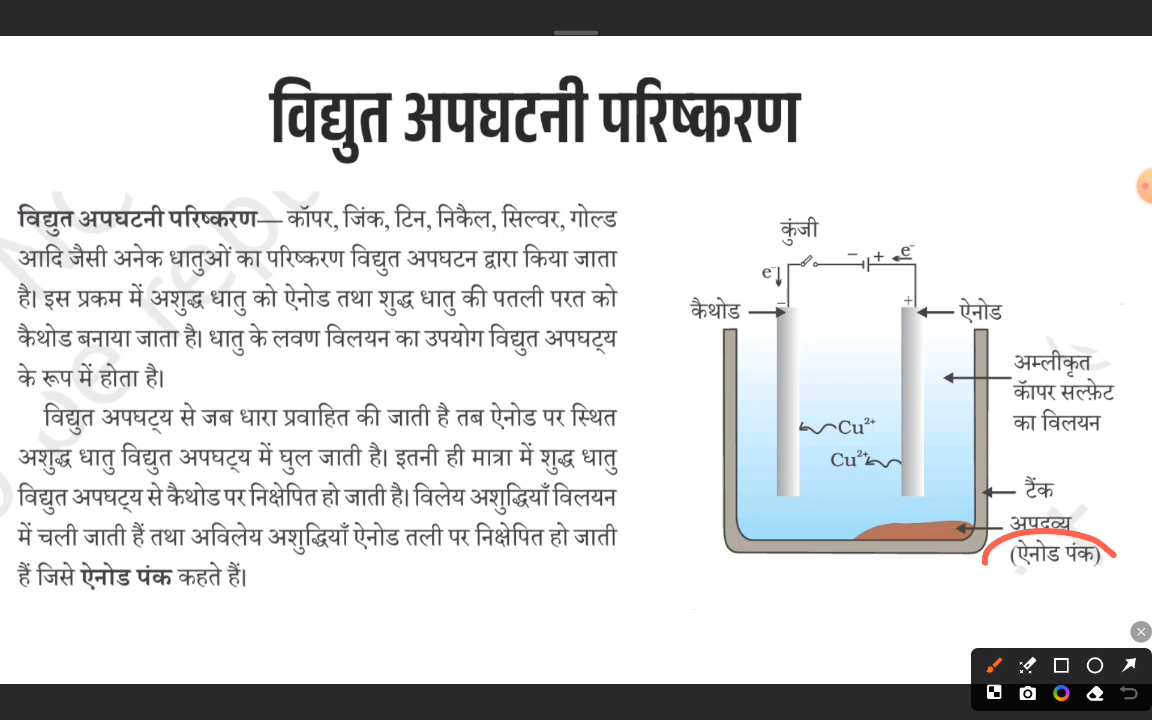 विद्युत अपघटनी परिष्करण
विद्युत अपघटनी परिष्करण— कॉपर, जिंक, टिन, निकैल, सिल्वर, गोल्ड
आदि जैसी अनेक धातुओं का परिष्करण विद्युत अपघटन द्वारा किया जाता
है। इस प्रकम में अशुद्ध धातु को ऐनोड तथा शुद्ध धातु की पतली परत को
कैथोड बनाया जाता है। धातु के लवण विलयन का उपयोग विद्युत अपघट्य
के रूप में होता है।
विद्युत अपघट्य से जब धारा प्रवाहित की जाती है तब ऐनोड पर स्थित
अशुद्ध धातु विद्युत अपघट्य में घुल जाती है। इतनी ही मात्रा में शुद्ध धातु
विद्युत अपघट्य से कैथोड पर निक्षेपित हो जाती है। विलेय अशुद्धियाँ विलयन
में चली जाती हैं तथा अविलेय अशुद्धियाँ ऐनोड तली पर निक्षेपित हो जाती
हैं जिसे ऐनोड पंक कहते हैं।
कुंजी
− + e⁻
e⁻
− +
कैथोड
ऐनोड
अम्लीकृत
कॅापर सल्फ़ेट
का विलयन
Cu²⁺
Cu²⁺
टैंक
अपद्रव्य
(ऐनोड पंक)